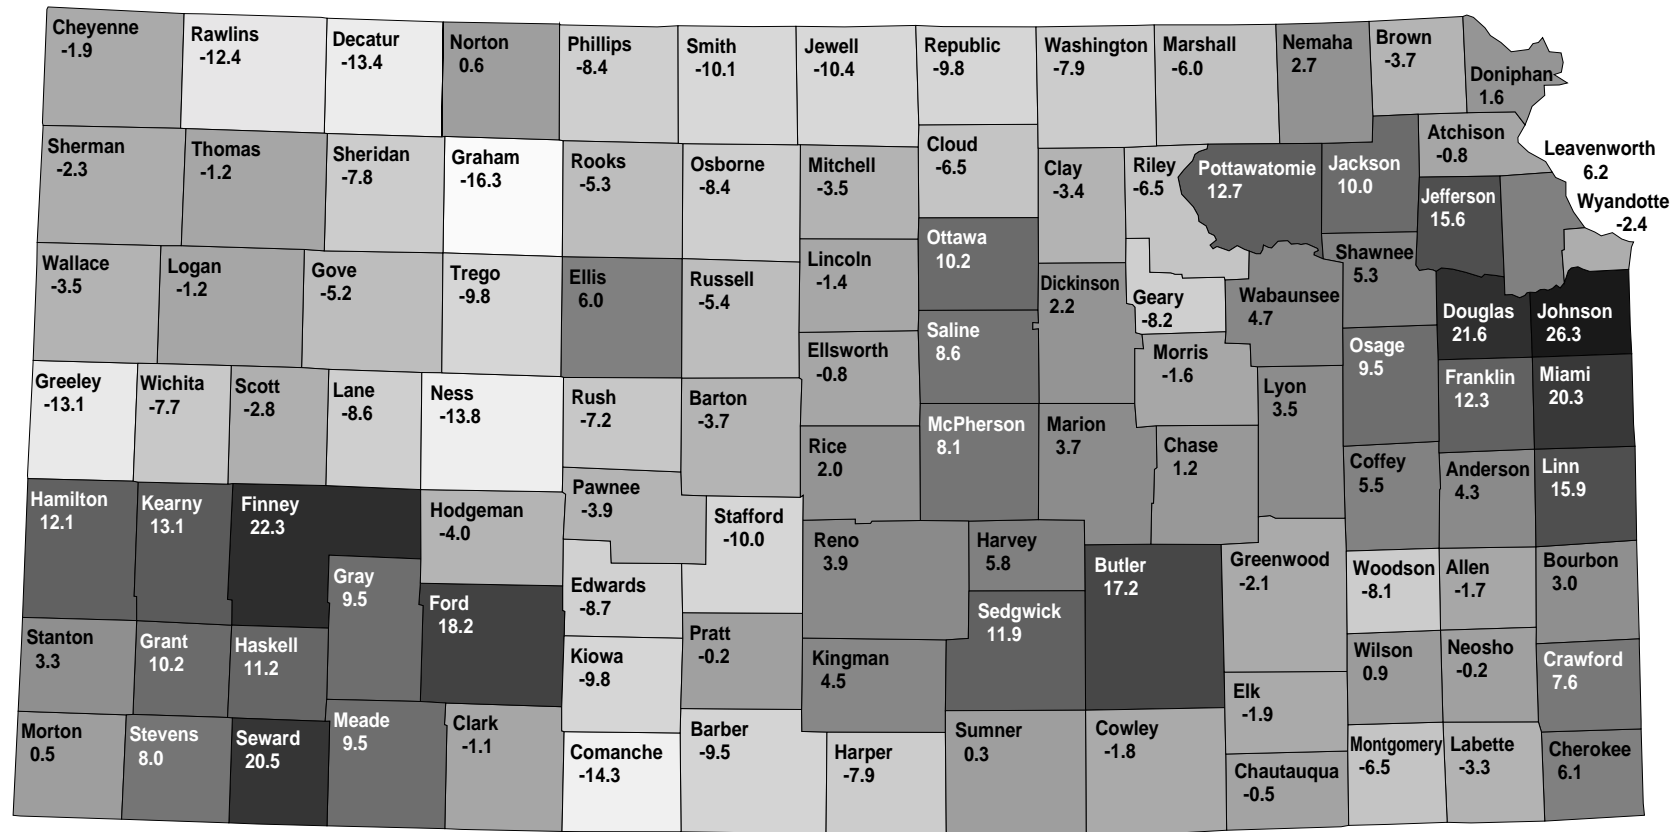 Cheyenne
-1.9
Rawlins
-12.4
Decatur
-13.4
Norton
0.6
Phillips
-8.4
Smith
-10.1
Jewell
-10.4
Republic
-9.8
Washington
-7.9
Marshall
-6.0
Nemaha
2.7
Brown
-3.7
Doniphan
1.6
Sherman
-2.3
Thomas
-1.2
Sheridan
-7.8
Graham
-16.3
Rooks
-5.3
Osborne
-8.4
Mitchell
-3.5
Cloud
-6.5
Clay
-3.4
Riley
-6.5
Pottawatomie
12.7
Jackson
10.0
Atchison
-0.8
Jefferson
15.6
Leavenworth
6.2
Wyandotte
-2.4
Wallace
-3.5
Logan
-1.2
Gove
-5.2
Trego
-9.8
Ellis
6.0
Russell
-5.4
Lincoln
-1.4
Ottawa
10.2
Dickinson
2.2
Geary
-8.2
Wabaunsee
4.7
Shawnee
5.3
Douglas
21.6
Johnson
26.3
Saline
8.6
Ellsworth
-0.8
Morris
-1.6
Osage
9.5
Franklin
12.3
Miami
20.3
Greeley
-13.1
Wichita
-7.7
Scott
-2.8
Lane
-8.6
Ness
-13.8
Rush
-7.2
Barton
-3.7
Rice
2.0
McPherson
8.1
Marion
3.7
Chase
1.2
Lyon
3.5
Coffey
5.5
Anderson
4.3
Linn
15.9
Hamilton
12.1
Kearny
13.1
Finney
22.3
Hodgeman
-4.0
Pawnee
-3.9
Stafford
-10.0
Reno
3.9
Harvey
5.8
Butler
17.2
Greenwood
-2.1
Woodson
-8.1
Allen
-1.7
Bourbon
3.0
Gray
9.5
Ford
18.2
Edwards
-8.7
Sedgwick
11.9
Stanton
3.3
Grant
10.2
Haskell
11.2
Kiowa
-9.8
Pratt
-0.2
Kingman
4.5
Elk
-1.9
Wilson
0.9
Neosho
-0.2
Crawford
7.6
Morton
0.5
Stevens
8.0
Seward
20.5
Meade
9.5
Clark
-1.1
Comanche
-14.3
Barber
-9.5
Harper
-7.9
Sumner
0.3
Cowley
-1.8
Chautauqua
-0.5
Montgomery
-6.5
Labette
-3.3
Cherokee
6.1